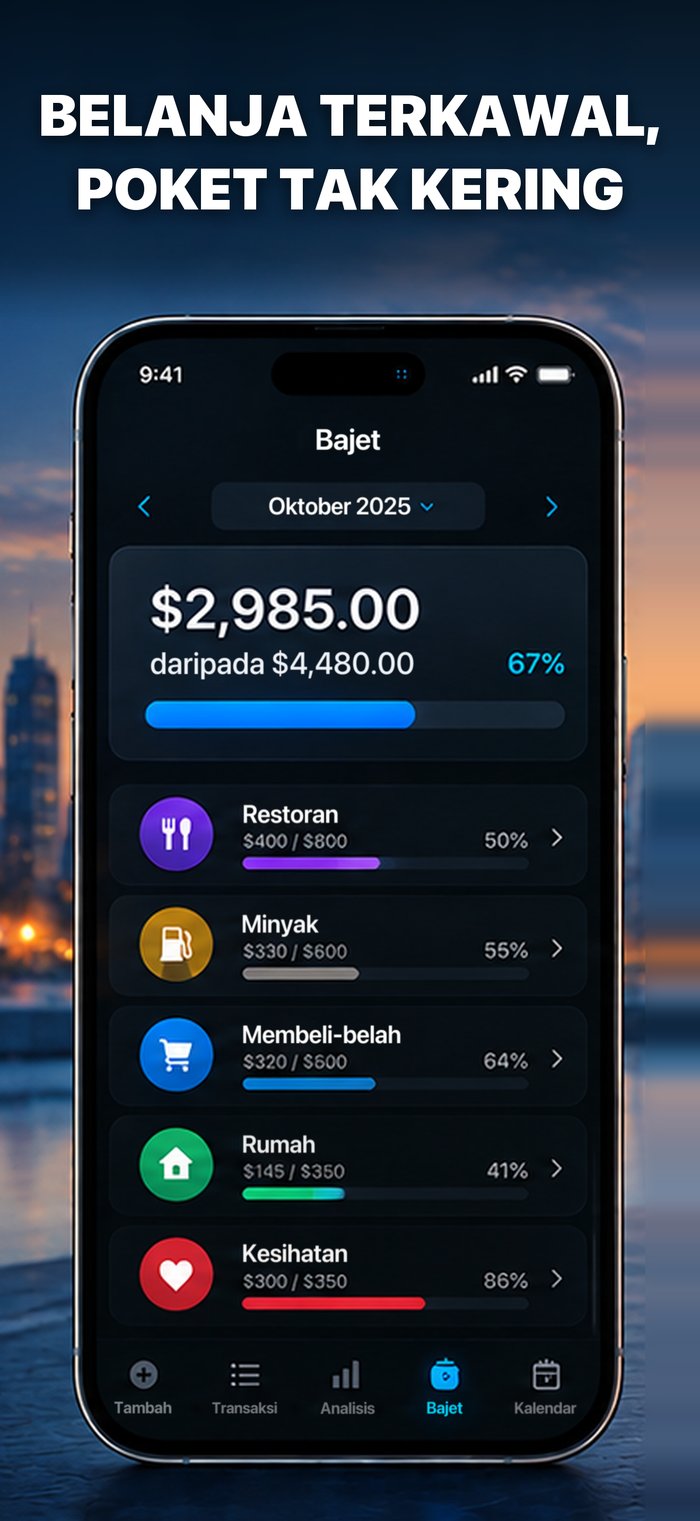 BELANJA TERKAWAL,
POKET TAK KERING
9:41
Bajet
Oktober 2025
$2,985.00
daripada $4,480.00
67%
Restoran
$400 / $800
50%
Minyak
$330 / $600
55%
Membeli-belah
$320 / $600
64%
Rumah
$145 / $350
41%
Kesihatan
$300 / $350
86%
Tambah
Transaksi
Analisis
Bajet
Kalendar